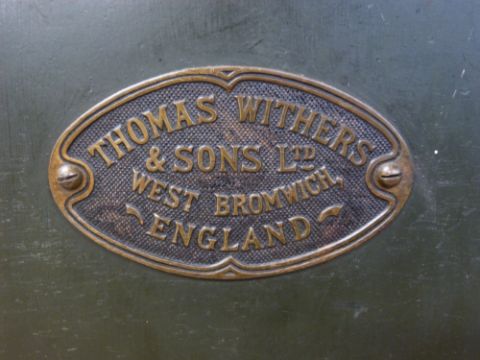 THOMAS WITHERS
& SONS LTD
WEST BROMWICH,
ENGLAND